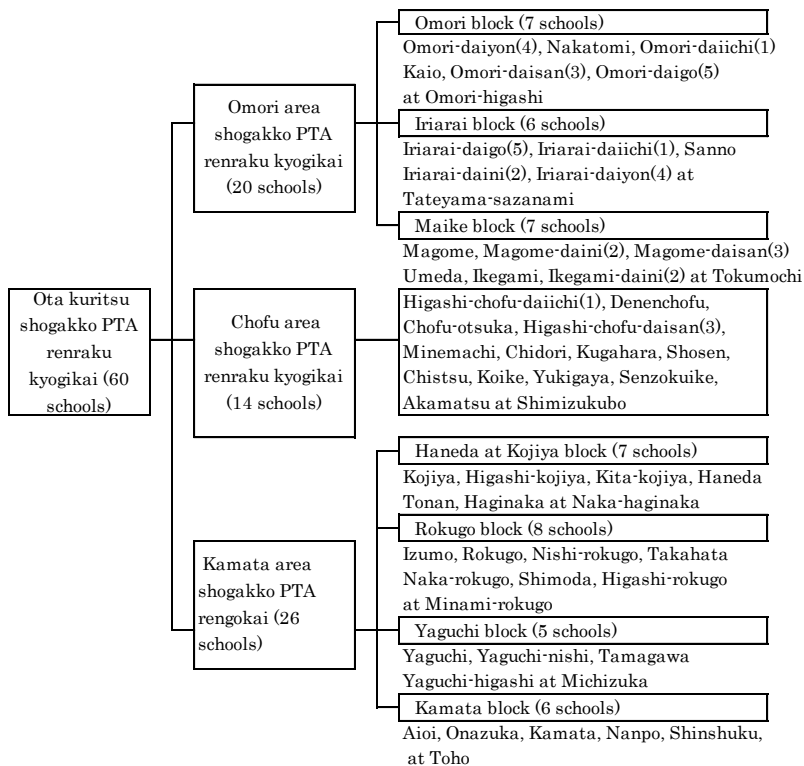 Ota kuritsu
shogakko PTA
renraku
kyogikai (60
schools)
Omori area
shogakko PTA
renraku kyogikai
(20 schools)
Omori block (7 schools)
Omori-daiyon(4), Nakatomi, Omori-daiichi(1)
Kaio, Omori-daisan(3), Omori-daigo(5)
at Omori-higashi
Iriarai block (6 schools)
Iriarai-daigo(5), Iriarai-daiichi(1), Sanno
Iriarai-daini(2), Iriarai-daiyon(4) at
Tateyama-sazanami
Maike block (7 schools)
Magome, Magome-daini(2), Magome-daisan(3)
Umeda, Ikegami, Ikegami-daini(2) at Tokumochi
Chofu area
shogakko PTA
renraku kyogikai
(14 schools)
Higashi-chofu-daiichi(1), Denenchofu,
Chofu-otsuka, Higashi-chofu-daisan(3),
Minemachi, Chidori, Kugahara, Shosen,
Chistsu, Koike, Yukigaya, Senzokuike,
Akamatsu at Shimizukubo
Kamata area
shogakko PTA
rengokai (26
schools)
Haneda at Kojiya block (7 schools)
Kojiya, Higashi-kojiya, Kita-kojiya, Haneda
Tonan, Haginaka at Naka-haginaka
Rokugo block (8 schools)
Izumo, Rokugo, Nishi-rokugo, Takahata
Naka-rokugo, Shimoda, Higashi-rokugo
at Minami-rokugo
Yaguchi block (5 schools)
Yaguchi, Yaguchi-nishi, Tamagawa
Yaguchi-higashi at Michizuka
Kamata block (6 schools)
Aioi, Onazuka, Kamata, Nanpo, Shinshuku,
at Toho